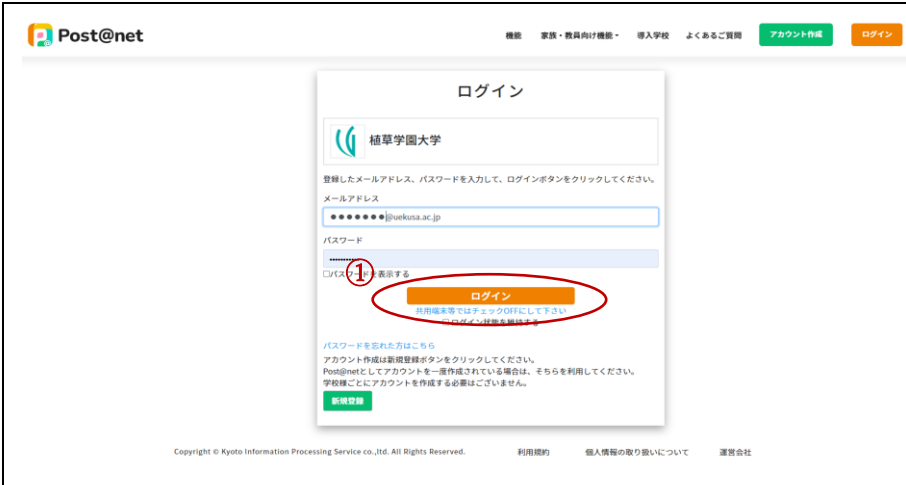 Post@net
機能 家族・教員向け機能 導入学校 よくあるご質問 アカウント作成 ログイン
ログイン
植草学園大学
登録したメールアドレス、パスワードを入力して、ログインボタンをクリックしてください。
メールアドレス
●●●●●●●@uekusa.ac.jp
パスワード
•••••••••••
①
パスワードを表示する
ログイン
共用端末等ではチェックOFFにして下さい
ログイン状態を維持する
パスワードを忘れた方はこちら
アカウント作成は新規登録ボタンをクリックしてください。
Post@netとしてアカウントを一度作成されている場合は、そちらを利用してください。
学校様ごとにアカウントを作成する必要はございません。
新規登録
Copyright © Kyoto Information Processing Service co.,ltd. All Rights Reserved. 利用規約 個人情報の取り扱いについて 運営会社